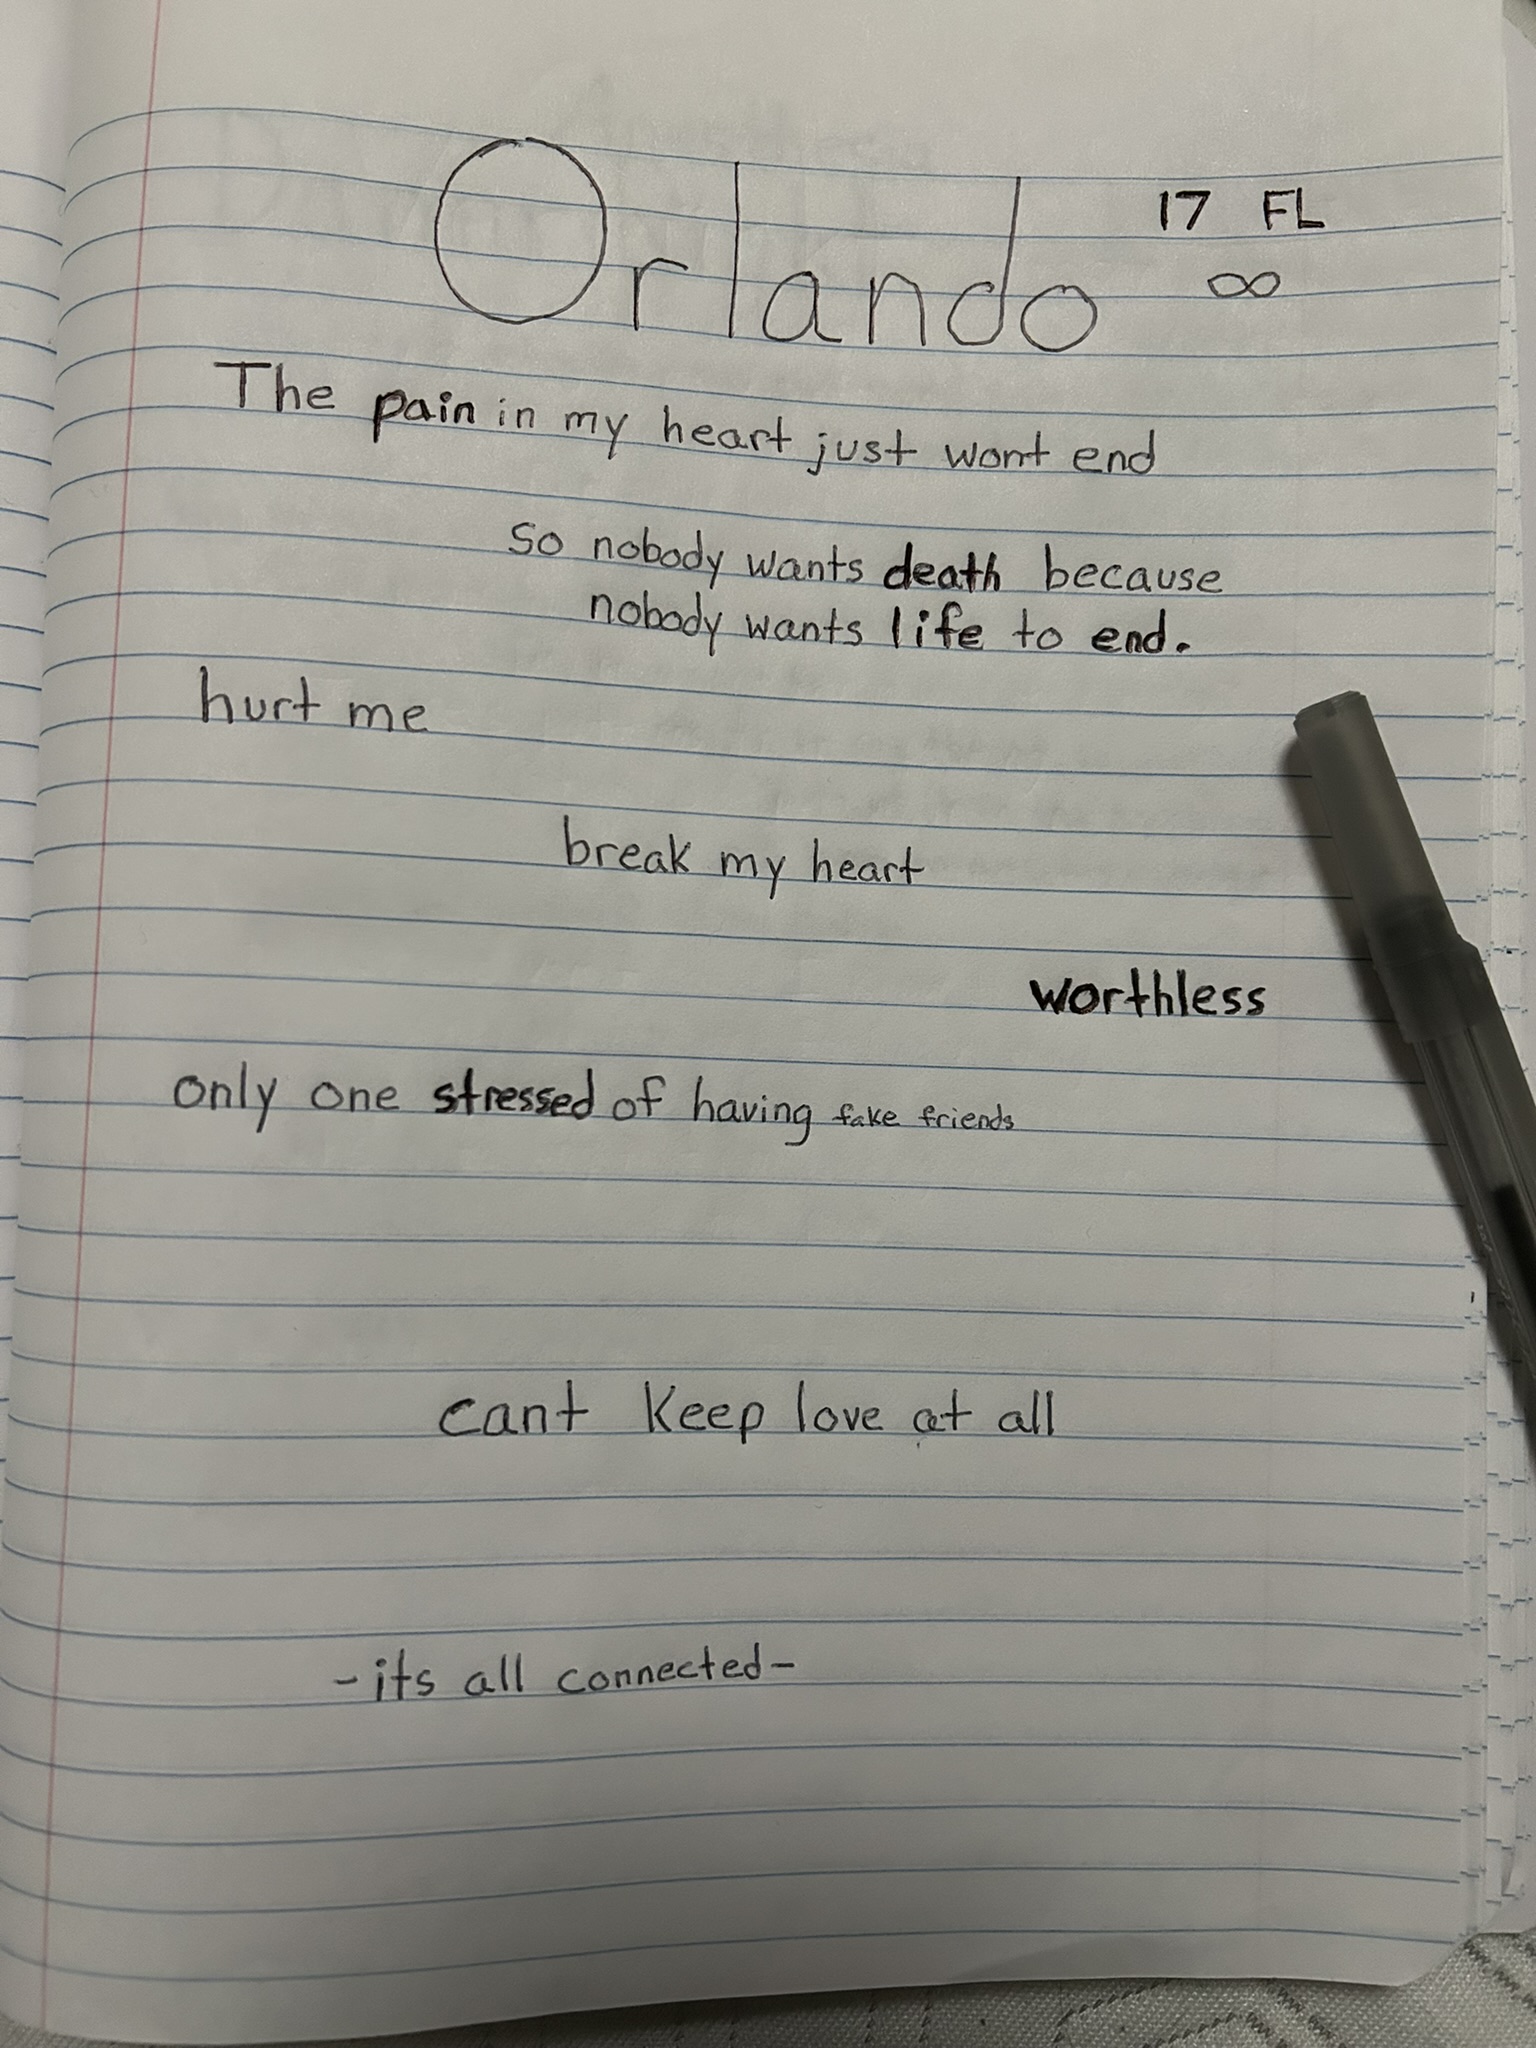 Orlando 17 FL
∞
The pain in my heart just wont end
So nobody wants death because
nobody wants life to end.
hurt me
break my heart
worthless
only one stressed of having fake friends
cant keep love at all
-its all connected-